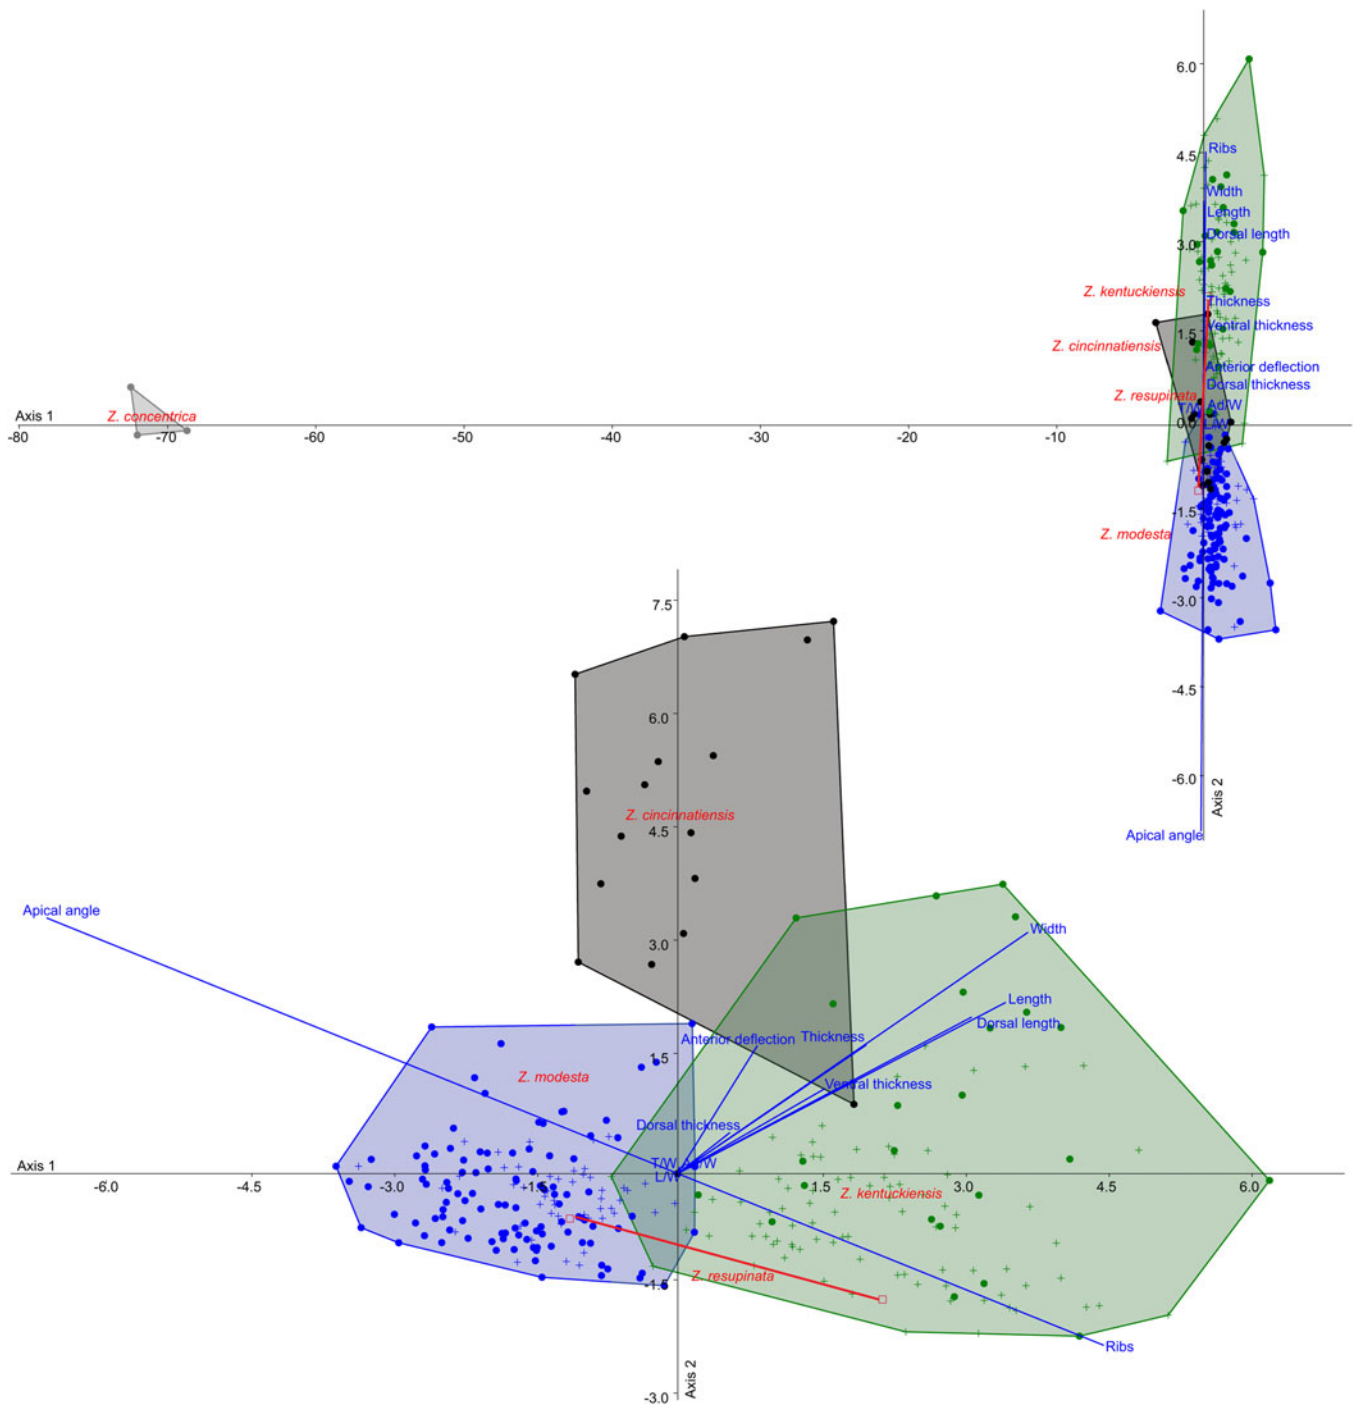 6.0
4.5
Ribs
Width
Length
3.0
Dorsal length
Z. kentuckiensis
Thickness
1.5
Ventral thickness
Z. cincinnatiensis
Anterior deflection
Dorsal thickness
Z. resupinata
T/W
Ad/W
Axis 1
Z. concentrica
0.0
L/W
-80
-70
-60
-50
-40
-30
-20
-10
-1.5
Z. modesta
-3.0
-4.5
-6.0
Axis 2
Apical angle
7.5
6.0
Z. cincinnatiensis
4.5
Apical angle
3.0
Width
Length
Dorsal length
Anterior deflection
Thickness
1.5
Z. modesta
Ventral thickness
Dorsal thickness
Axis 1
T/W
Ad/W
L/W
-6.0
-4.5
-3.0
-1.5
1.5
3.0
4.5
6.0
Z. kentuckiensis
Z. resupinata
-1.5
Ribs
Axis 2
-3.0